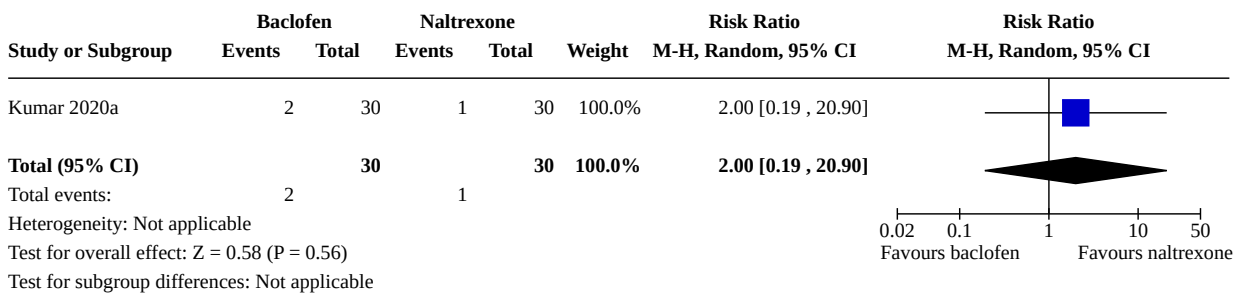 Baclofen Naltrexone Risk Ratio Risk Ratio
Study or Subgroup Events Total Events Total Weight M-H, Random, 95% CI M-H, Random, 95% CI
Kumar 2020a 2 30 1 30 100.0% 2.00 [0.19 , 20.90]
Total (95% CI) 30 30 100.0% 2.00 [0.19 , 20.90]
Total events: 2 1
Heterogeneity: Not applicable
0.02 0.1 1 10 50
Test for overall effect: Z = 0.58 (P = 0.56) Favours baclofen Favours naltrexone
Test for subgroup differences: Not applicable